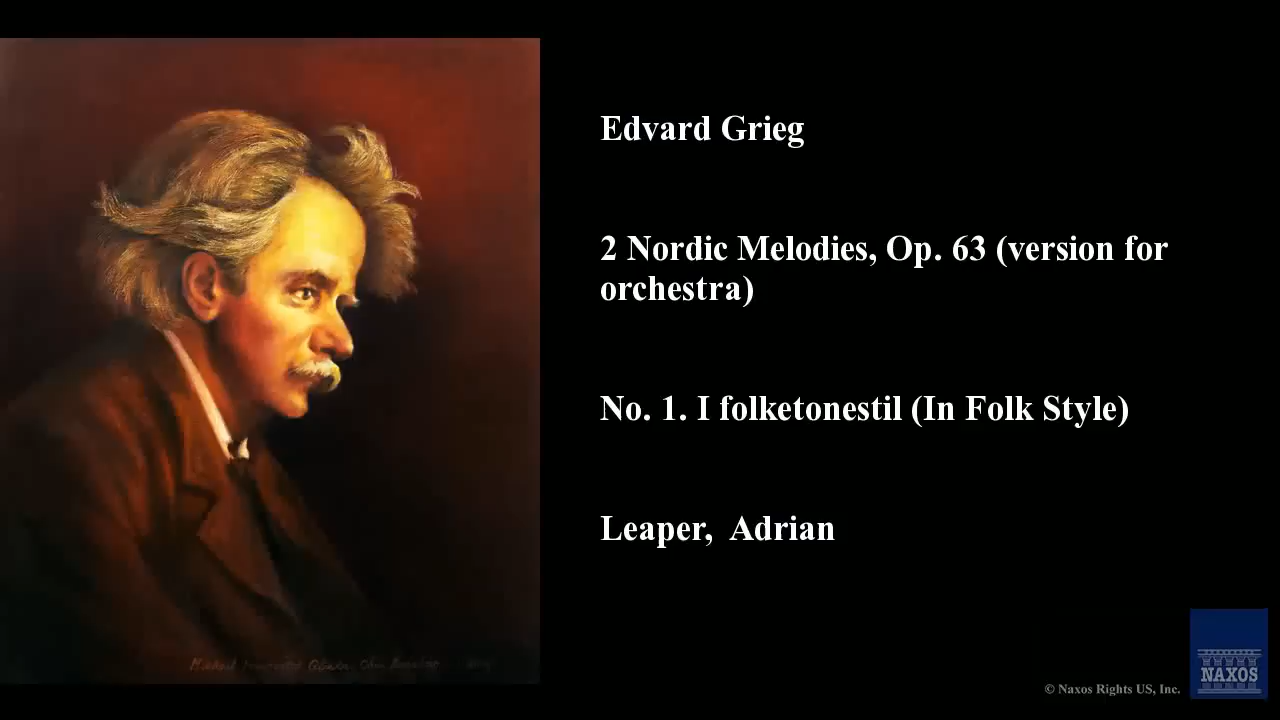 Edvard Grieg
2 Nordic Melodies, Op. 63 (version for
orchestra)
No. 1. I folketonestil (In Folk Style)
Leaper,  Adrian
© Naxos Rights US, Inc.
NAXOS